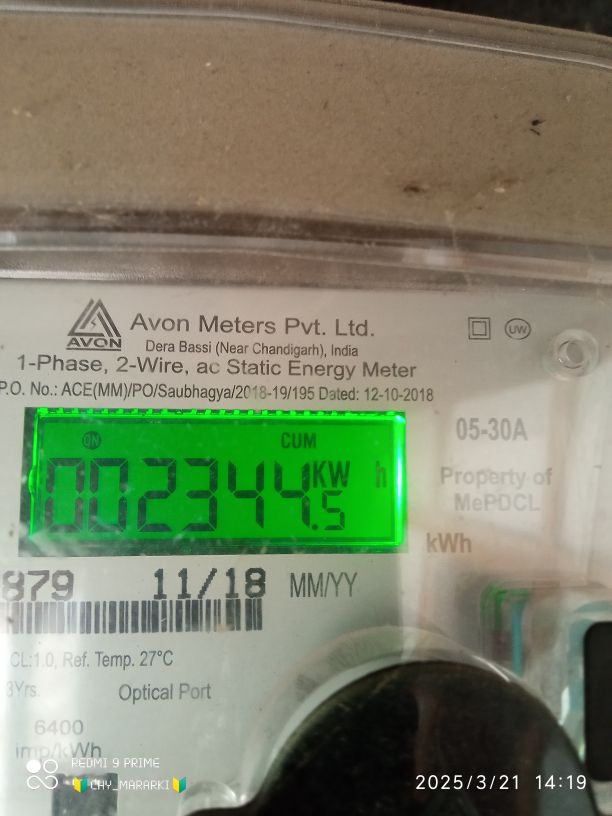 AVON
Avon Meters Pvt. Ltd.
Dera Bassi (Near Chandigarh), India
1-Phase, 2-Wire, ac Static Energy Meter
P.O. No.: ACE(MM)/PO/Saubhagya/2018-19/195 Dated: 12-10-2018
UW
ON CUM
002344.5 KW h
05-30A
Property of
MePDCL
kWh
879 11/18 MM/YY
CL:1.0, Ref. Temp. 27°C
Yrs. Optical Port
6400
imp/kWh
REDMI 9 PRIME
CHY_MARARKI
2025/3/21 14:19